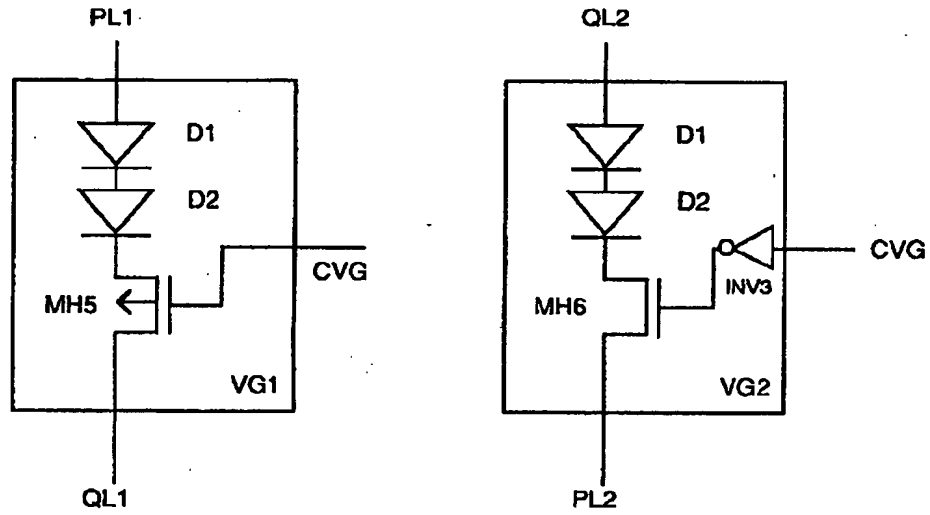 PL1
QL2
D1
D1
D2
D2
CVG
CVG
INV3
MH5
MH6
VG1
VG2
QL1
PL2